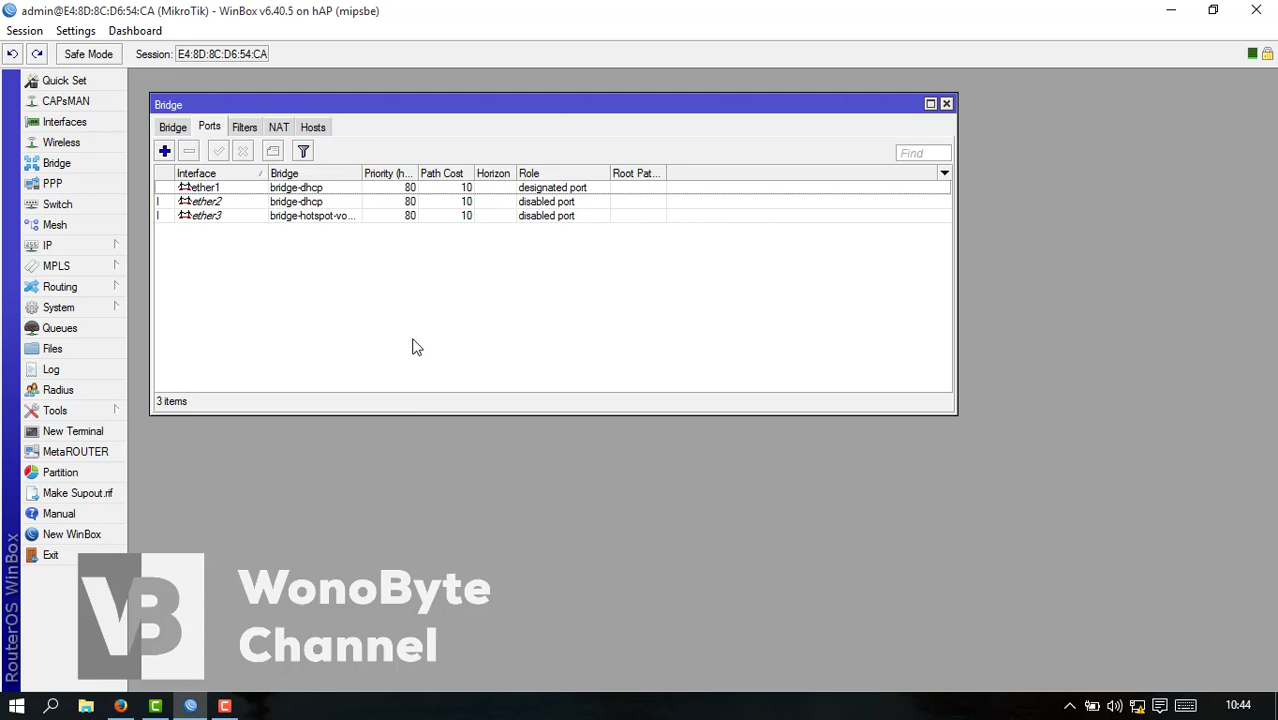 admin@E4:8D:8C:D6:54:CA (MikroTik) - WinBox v6.40.5 on hAP (mipsbe)
Session Settings Dashboard
Safe Mode Session: E4:8D:8C:D6:54:CA
Quick Set
CAPsMAN
Interfaces
Wireless
Bridge
PPP
Switch
Mesh
IP
MPLS
Routing
System
Queues
Files
Log
Radius
Tools
New Terminal
MetaROUTER
Partition
Make Supout.rif
Manual
New WinBox
Exit
RouterOS WinBox
Bridge
Bridge Ports Filters NAT Hosts
Find
Interface Bridge Priority (h... Path Cost Horizon Role Root Pat...
ether1 bridge-dhcp 80 10 designated port
I ether2 bridge-dhcp 80 10 disabled port
I ether3 bridge-hotspot-vo... 80 10 disabled port
3 items
VB
WonoByte
Channel
10:44